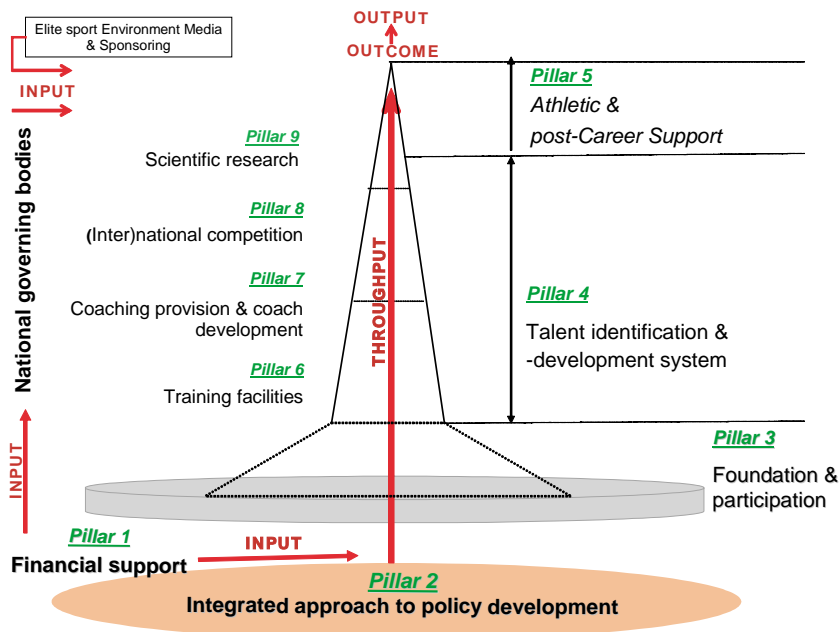 Elite sport Environment Media
& Sponsoring
INPUT
National governing bodies
INPUT
OUTPUT
OUTCOME
THROUGHPUT
Pillar 5
Athletic &
post-Career Support
Pillar 9
Scientific research
Pillar 8
(Inter)national competition
Pillar 7
Coaching provision & coach
development
Pillar 6
Training facilities
Pillar 4
Talent identification &
-development system
Pillar 3
Foundation &
participation
Pillar 1
Financial support
INPUT
Pillar 2
Integrated approach to policy development